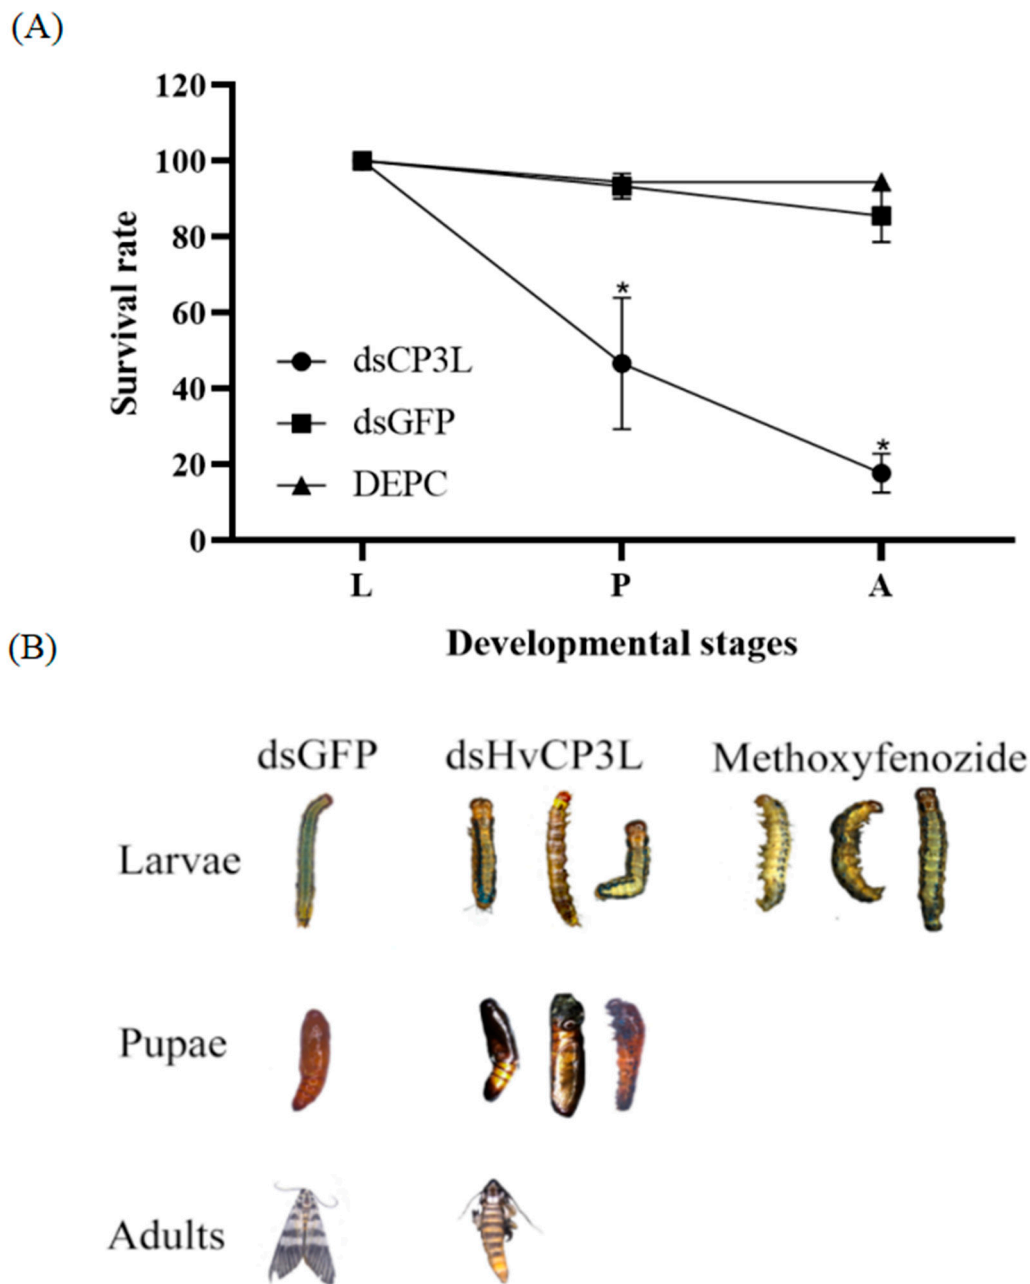 (A)
120
100
80
60
40
20
0
Survival rate
dsCP3L
dsGFP
DEPC
*
*
L P A
Developmental stages
(B)
dsGFP dsHvCP3L Methoxyfenozide
Larvae
Pupae
Adults